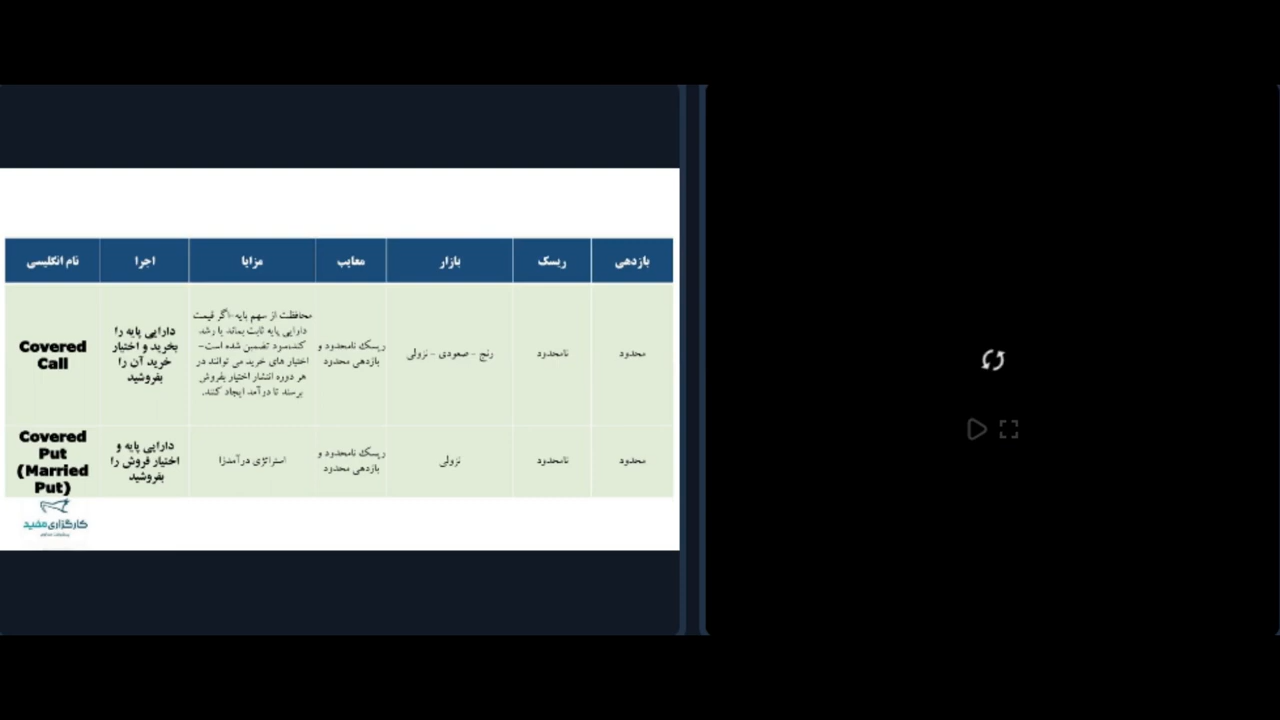 نام انگلیسی
اجرا
مزایا
معایب
بازار
ریسک
بازدهی
Covered
Call
دارایی پایه را
بخرید و اختیار
خرید آن را
بفروشید
محافظت از سهم پایه-اگر قیمت
دارایی پایه ثابت بماند یا رشد
کند،سود تضمین شده است-
اختیار های خرید می توانند در
هر دوره انتشار اختیار بفروش
برسند تا درآمد ایجاد کنند.
ریسک نامحدود و
بازدهی محدود
رنج - صعودی - نزولی
نامحدود
محدود
Covered
Put
(Married
Put)
دارایی پایه و
اختیار فروش را
بفروشید
استراتژی درآمدزا
ریسک نامحدود و
بازدهی محدود
نزولی
نامحدود
محدود
کارگزاری مفید